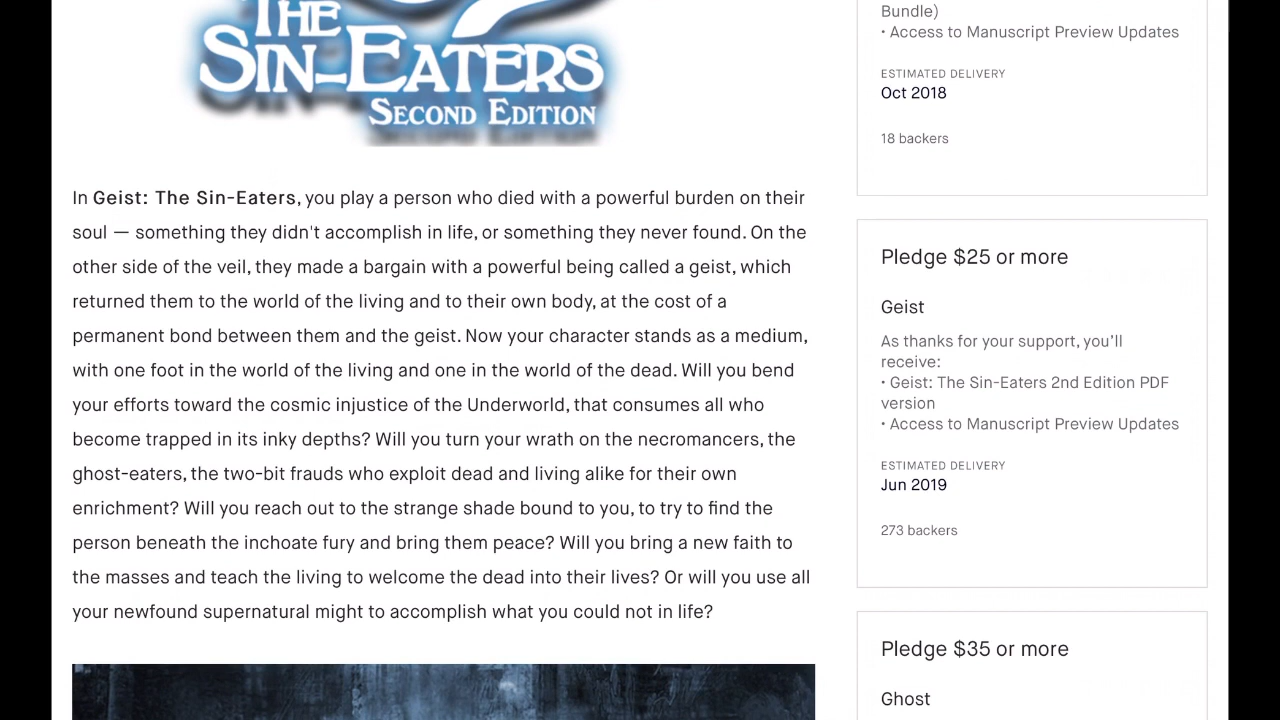 THE
SIN-EATERS
SECOND EDITION
In Geist: The Sin-Eaters, you play a person who died with a powerful burden on their
soul — something they didn't accomplish in life, or something they never found. On the
other side of the veil, they made a bargain with a powerful being called a geist, which
returned them to the world of the living and to their own body, at the cost of a
permanent bond between them and the geist. Now your character stands as a medium,
with one foot in the world of the living and one in the world of the dead. Will you bend
your efforts toward the cosmic injustice of the Underworld, that consumes all who
become trapped in its inky depths? Will you turn your wrath on the necromancers, the
ghost-eaters, the two-bit frauds who exploit dead and living alike for their own
enrichment? Will you reach out to the strange shade bound to you, to try to find the
person beneath the inchoate fury and bring them peace? Will you bring a new faith to
the masses and teach the living to welcome the dead into their lives? Or will you use all
your newfound supernatural might to accomplish what you could not in life?
Bundle)
• Access to Manuscript Preview Updates
ESTIMATED DELIVERY
Oct 2018
18 backers
Pledge $25 or more
Geist
As thanks for your support, you’ll
receive:
• Geist: The Sin-Eaters 2nd Edition PDF
version
• Access to Manuscript Preview Updates
ESTIMATED DELIVERY
Jun 2019
273 backers
Pledge $35 or more
Ghost